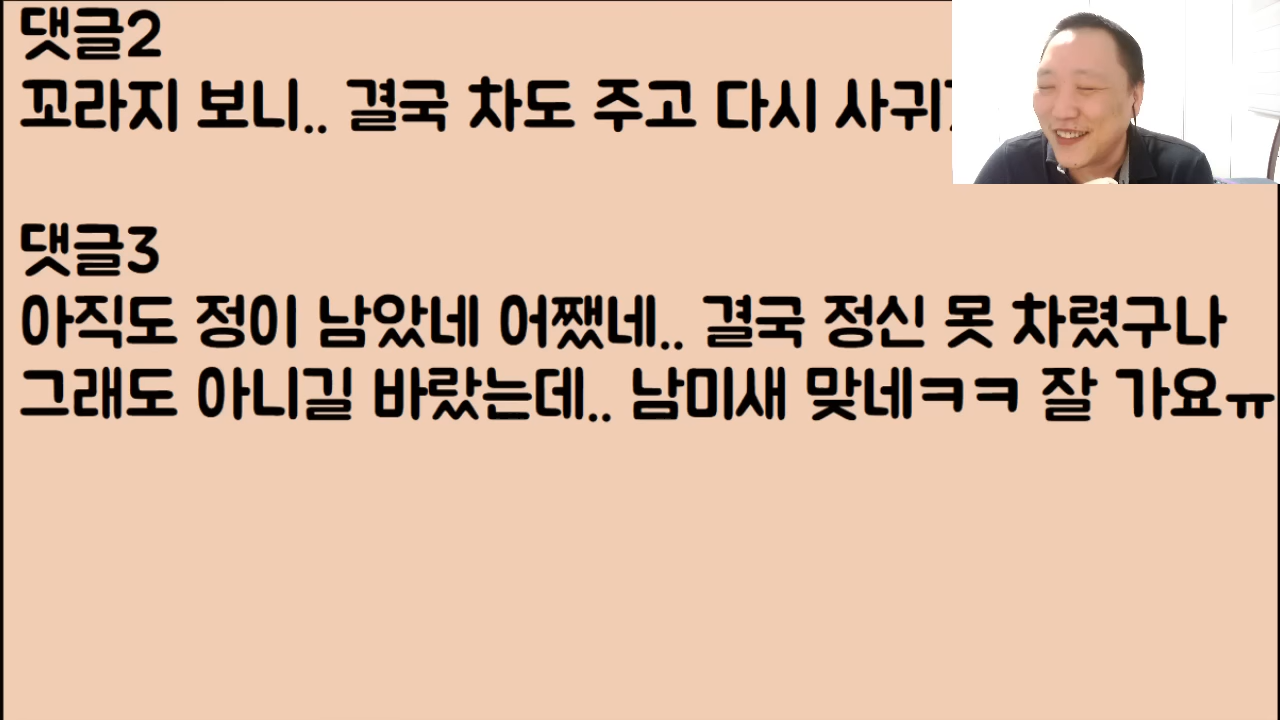 댓글2
꼬라지 보니.. 결국 차도 주고 다시 사귀
댓글3
아직도 정이 남았네 어쨌네.. 결국 정신 못 차렸구나
그래도 아니길 바랐는데.. 남미새 맞네ㅋㅋ 잘 가요ㅠ